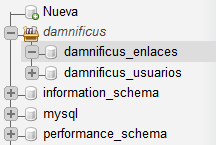 Nueva
damnificus
damnificus_enlaces
damnificus_usuarios
information_schema
mysql
performance_schema